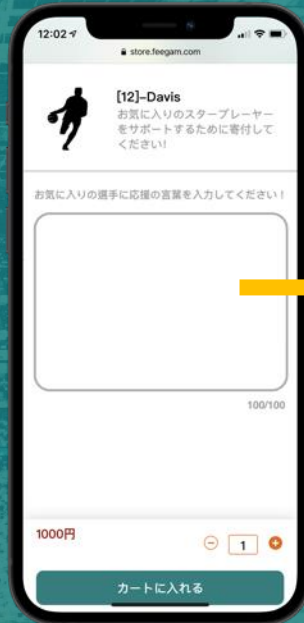 12:02
store.feegam.com
[12]-Davis
お気に入りのスタープレーヤー
をサポートするために寄付して
ください!
お気に入りの選手に応援の言葉を入力してください!
100/100
1000円
1
カートに入れる